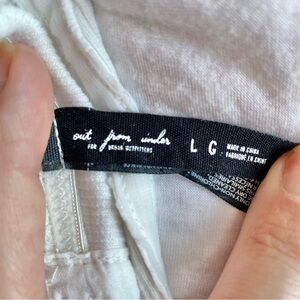 out from under
FOR URBAN OUTFITTERS
L G
MADE IN CHINA
FABRIQUÉ EN CHINE